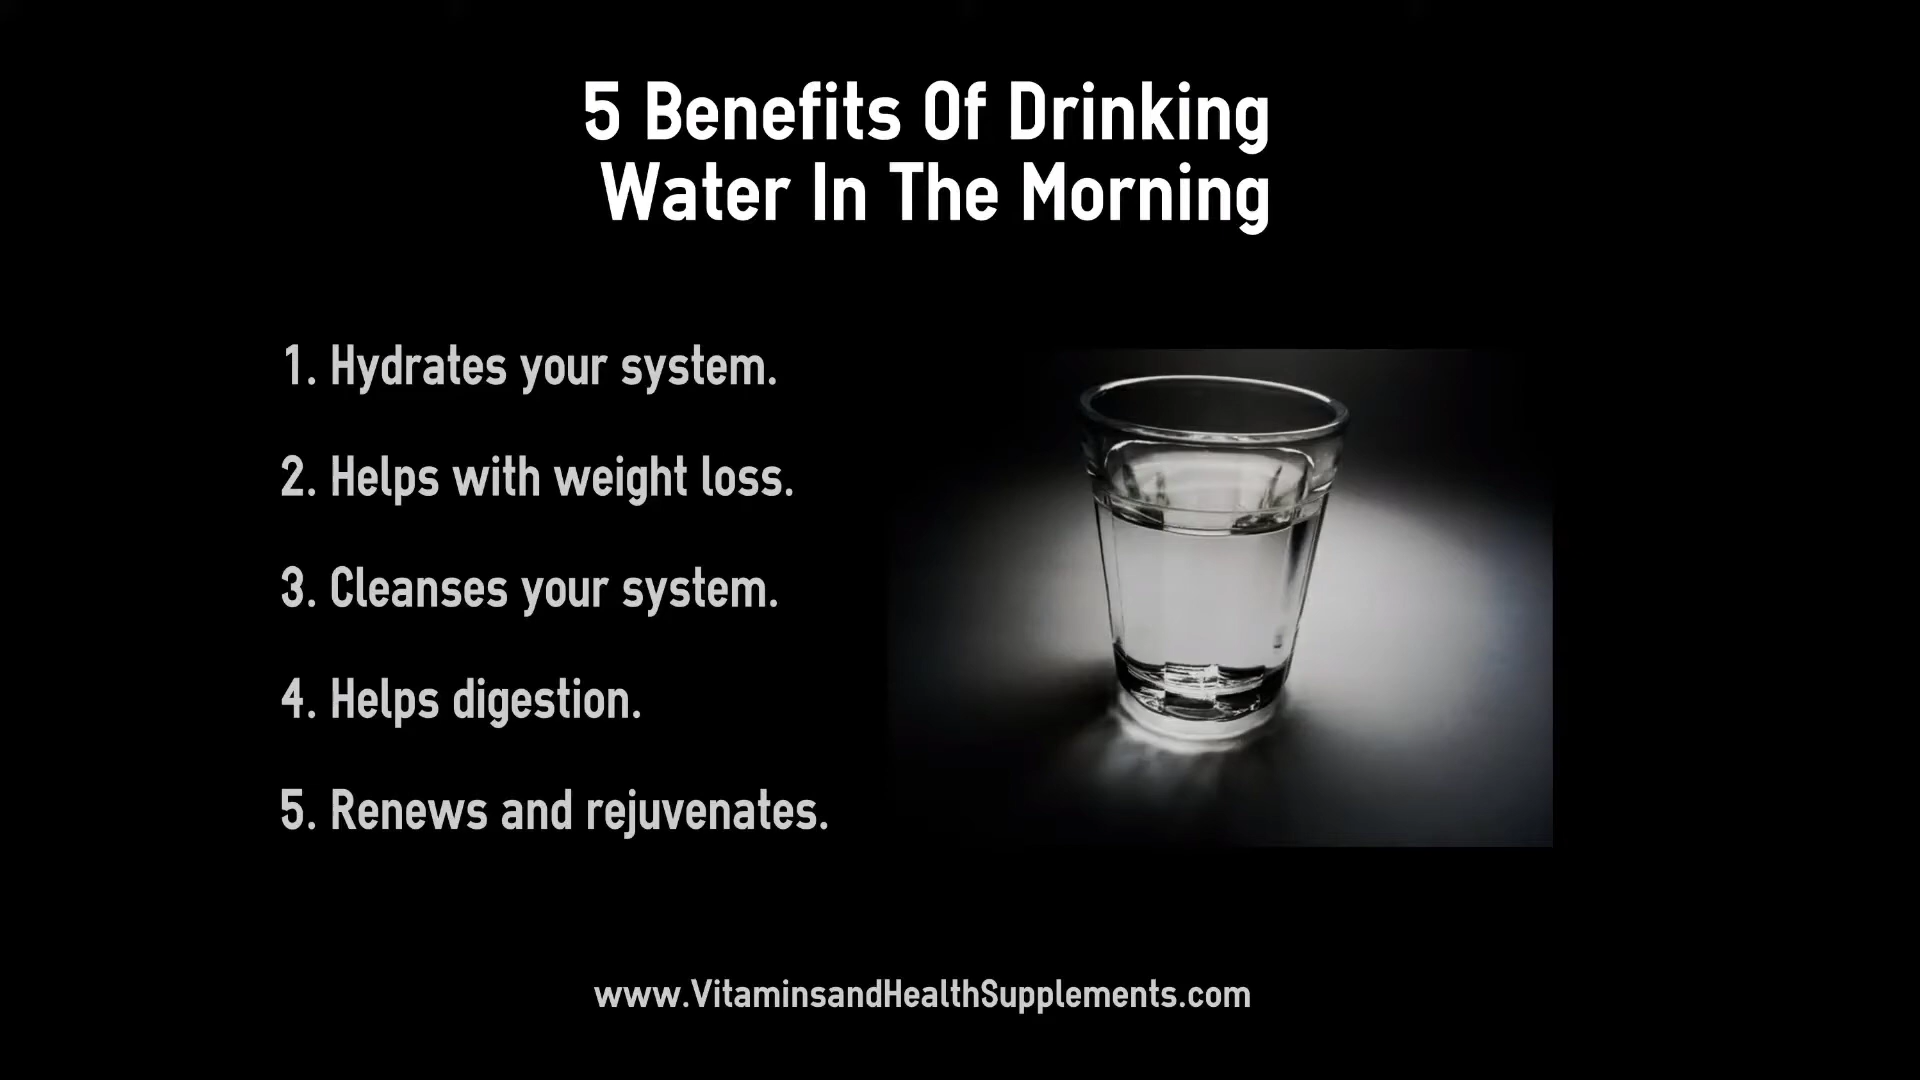 5 Benefits Of Drinking
Water In The Morning
1. Hydrates your system.
2. Helps with weight loss.
3. Cleanses your system.
4. Helps digestion.
5. Renews and rejuvenates.
www.VitaminsandHealthSupplements.com